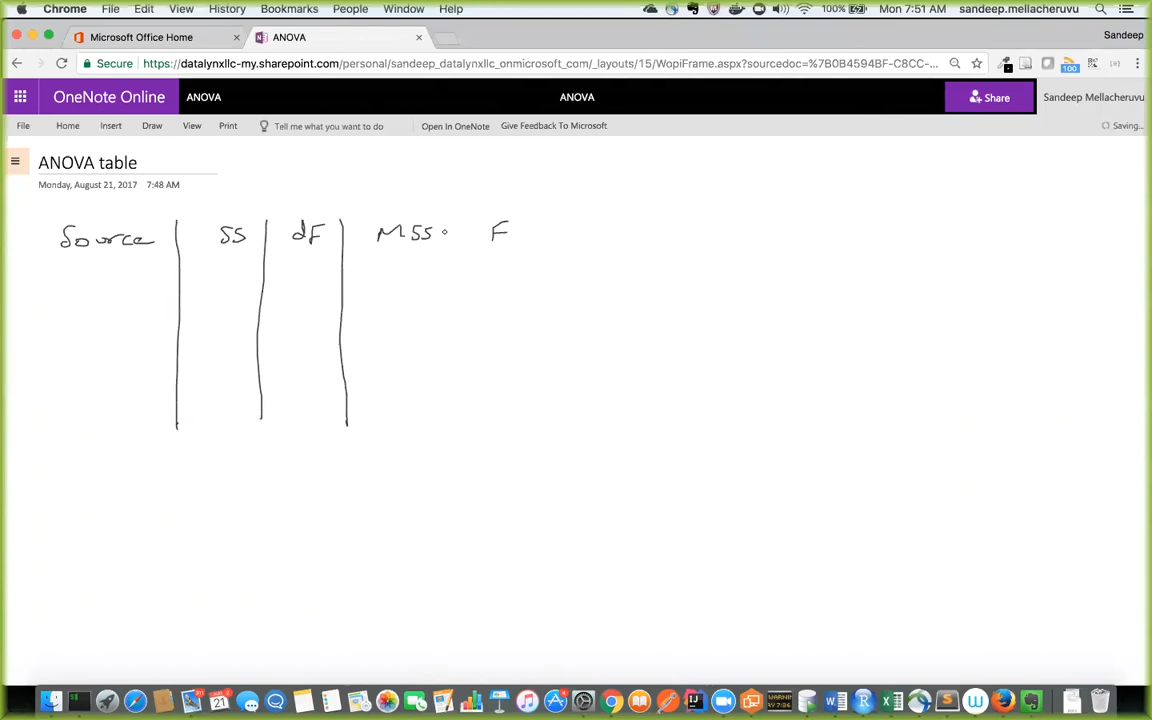 Chrome File Edit View History Bookmarks People Window Help 100% Mon 7:51 AM sandeep.mellacheruvu
Microsoft Office Home ANOVA Sandeep
Secure https://datalynxllc-my.sharepoint.com/personal/sandeep_datalynxllc_onmicrosoft_com/_layouts/15/WopiFrame.aspx?sourcedoc=%7B0B4594BF-C8CC-... 100
OneNote Online ANOVA ANOVA Share Sandeep Mellacheruvu
File Home Insert Draw View Print Tell me what you want to do Open In OneNote Give Feedback To Microsoft Saving...
ANOVA table
Monday, August 21, 2017 7:48 AM
Source SS dF MSS F